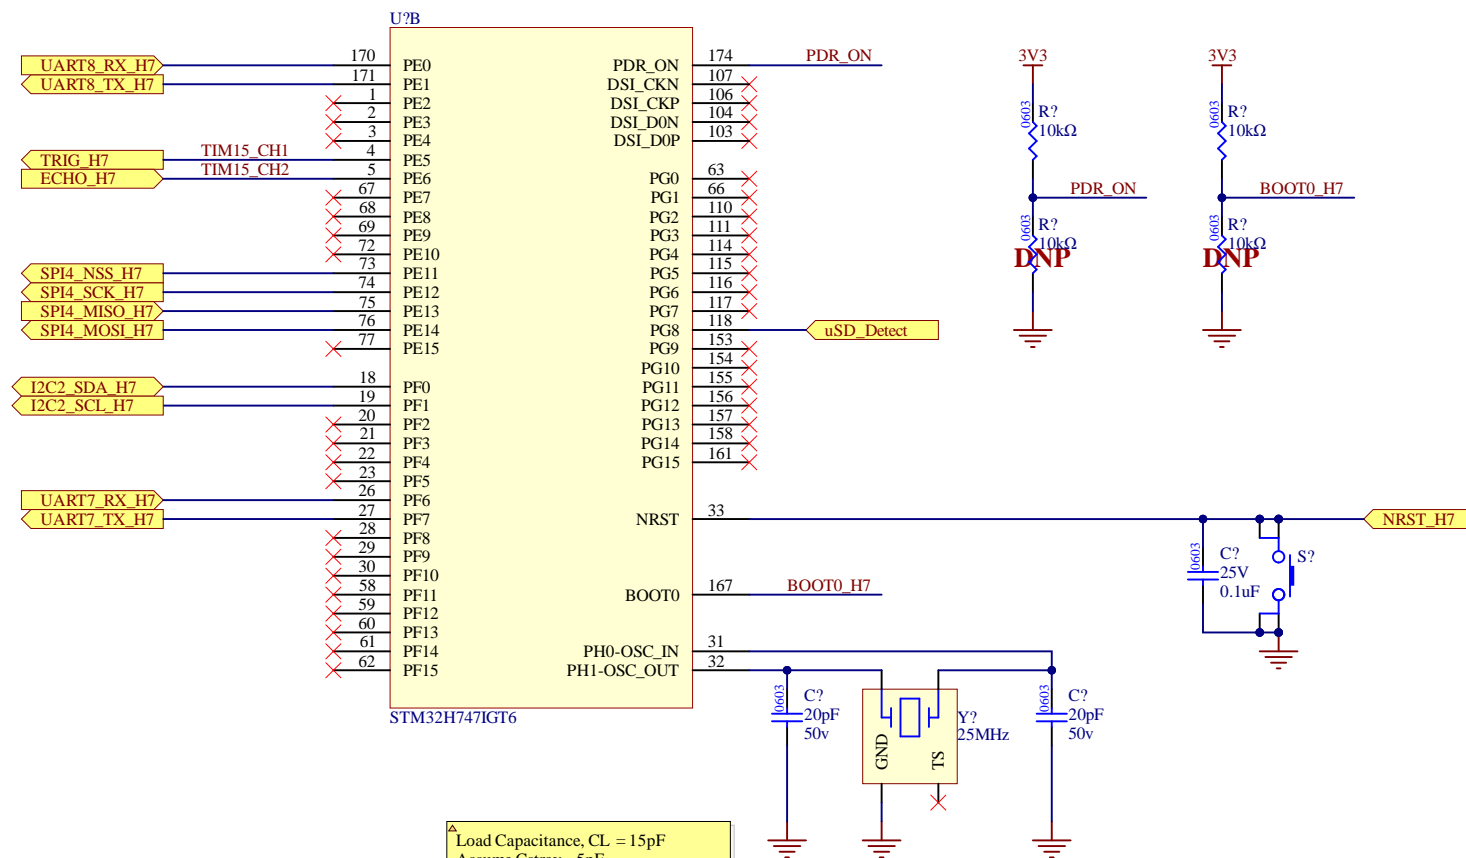 U?B
UART8_RX_H7 170 PE0
UART8_TX_H7 171 PE1
1 PE2
2 PE3
3 PE4
TRIG_H7 TIM15_CH1 4 PE5
ECHO_H7 TIM15_CH2 5 PE6
67 PE7
68 PE8
69 PE9
72 PE10
SPI4_NSS_H7 73 PE11
SPI4_SCK_H7 74 PE12
SPI4_MISO_H7 75 PE13
SPI4_MOSI_H7 76 PE14
77 PE15
I2C2_SDA_H7 18 PF0
I2C2_SCL_H7 19 PF1
20 PF2
21 PF3
22 PF4
23 PF5
UART7_RX_H7 26 PF6
UART7_TX_H7 27 PF7
28 PF8
29 PF9
30 PF10
58 PF11
59 PF12
60 PF13
61 PF14
62 PF15
PDR_ON 174 PDR_ON
DSI_CKN 107
DSI_CKP 106
DSI_D0N 104
DSI_D0P 103
PG0 63
PG1 66
PG2 110
PG3 111
PG4 114
PG5 115
PG6 116
PG7 117
PG8 118 uSD_Detect
PG9 153
PG10 154
PG11 155
PG12 156
PG13 157
PG14 158
PG15 161
NRST 33
BOOT0 167 BOOT0_H7
PH0-OSC_IN 31
PH1-OSC_OUT 32
STM32H747IGT6
3V3
0603
R?
10kΩ
PDR_ON
0603
R?
10kΩ
DNP
3V3
0603
R?
10kΩ
BOOT0_H7
0603
R?
10kΩ
DNP
NRST_H7
0603
C?
25V
0.1uF
S?
0603
C?
20pF
50v
GND
TS
Y?
25MHz
0603
C?
20pF
50v
Load Capacitance, CL = 15pF